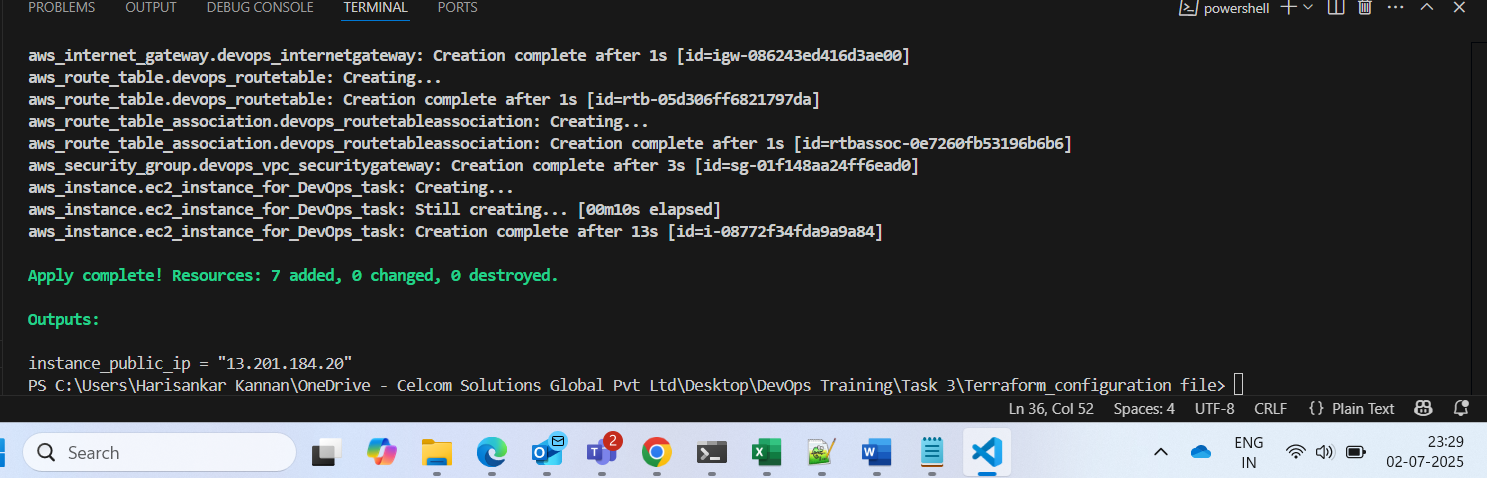 PROBLEMS OUTPUT DEBUG CONSOLE TERMINAL PORTS powershell
aws_internet_gateway.devops_internetgateway: Creation complete after 1s [id=igw-086243ed416d3ae00]
aws_route_table.devops_routetable: Creating...
aws_route_table.devops_routetable: Creation complete after 1s [id=rtb-05d306ff6821797da]
aws_route_table_association.devops_routetableassociation: Creating...
aws_route_table_association.devops_routetableassociation: Creation complete after 1s [id=rtbassoc-0e7260fb53196b6b6]
aws_security_group.devops_vpc_securitygateway: Creation complete after 3s [id=sg-01f148aa24ff6ead0]
aws_instance.ec2_instance_for_DevOps_task: Creating...
aws_instance.ec2_instance_for_DevOps_task: Still creating... [00m10s elapsed]
aws_instance.ec2_instance_for_DevOps_task: Creation complete after 13s [id=i-08772f34fda9a9a84]
Apply complete! Resources: 7 added, 0 changed, 0 destroyed.
Outputs:
instance_public_ip = "13.201.184.20"
PS C:\Users\Harisankar Kannan\OneDrive - Celcom Solutions Global Pvt Ltd\Desktop\DevOps Training\Task 3\Terraform_configuration file>
Ln 36, Col 52 Spaces: 4 UTF-8 CRLF {} Plain Text
Search 2 ENG 23:29
IN 02-07-2025